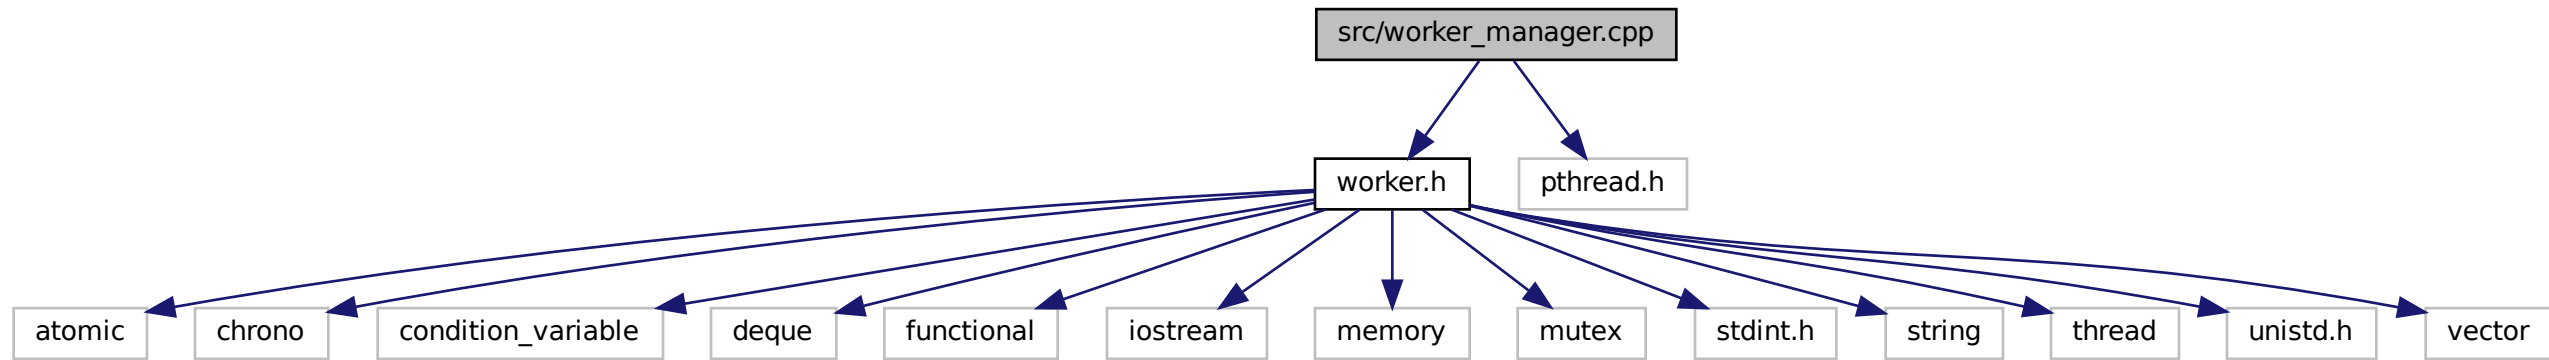 src/worker_manager.cpp
worker.h
pthread.h
atomic
chrono
condition_variable
deque
functional
iostream
memory
mutex
stdint.h
string
thread
unistd.h
vector